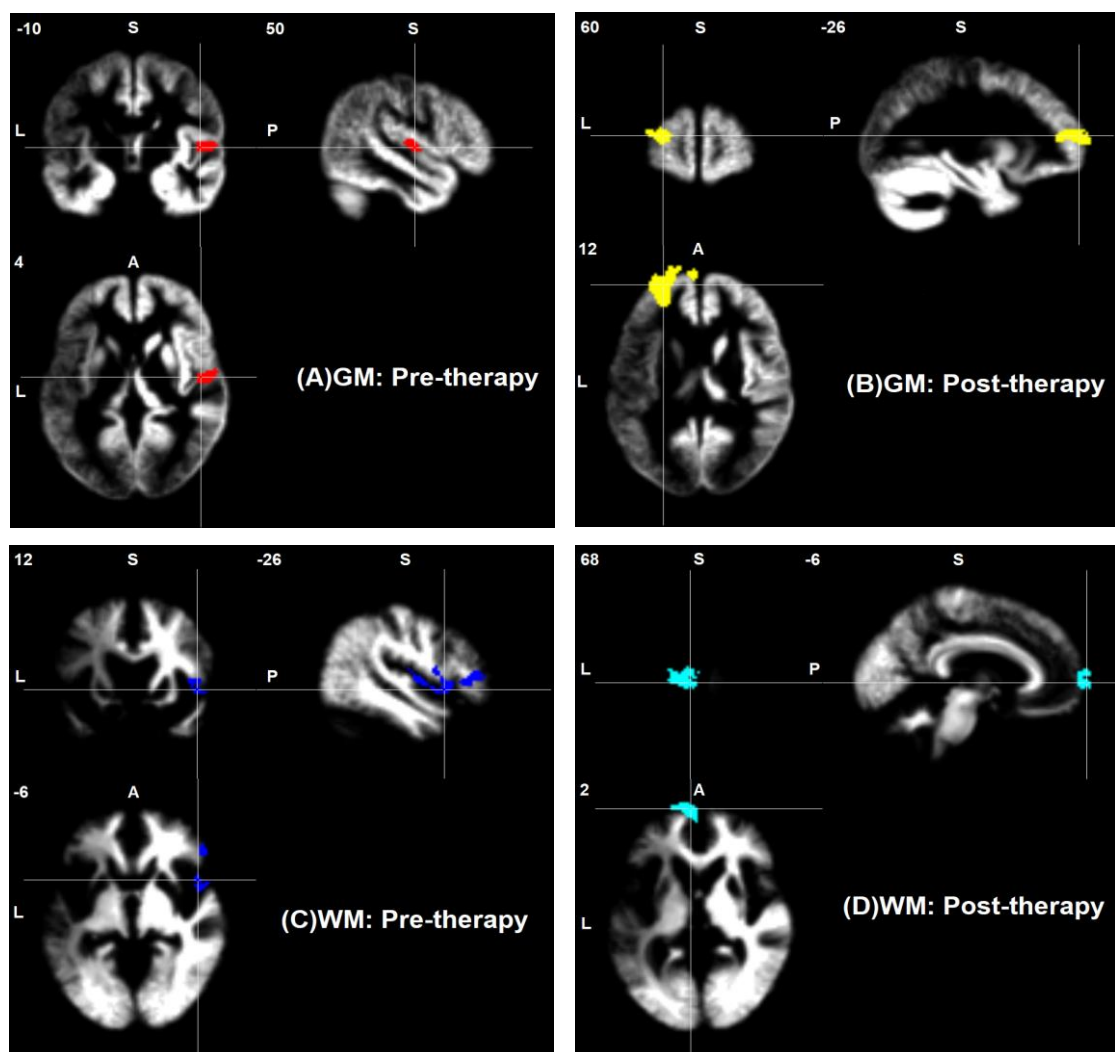 -10 S 50 S
L P
4 A
L
(A)GM: Pre-therapy
60 S -26 S
L P
12 A
L
(B)GM: Post-therapy
12 S -26 S
L P
-6 A
L
(C)WM: Pre-therapy
68 S -6 S
L P
2 A
L
(D)WM: Post-therapy